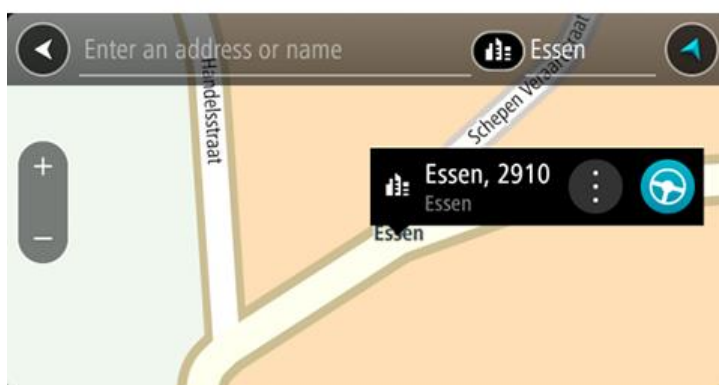 Enter an address or name
Essen
Handelsstraat
Schepen Veraartstraat
Essen, 2910
Essen
Essen